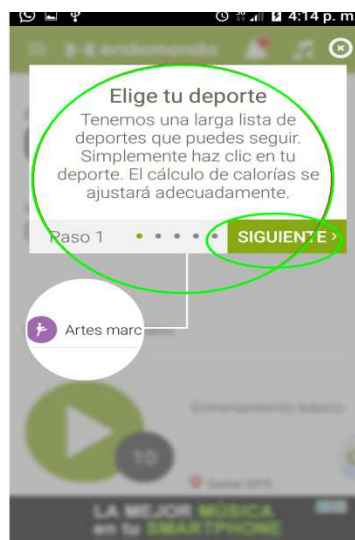 4:14 p. m
endomondo
Elige tu deporte
Tenemos una larga lista de
deportes que puedes seguir.
Simplemente haz clic en tu
deporte. El cálculo de calorías se
ajustará adecuadamente.
Paso 1
SIGUIENTE ›
Artes marc
Entrenamiento básico
10
Señal GPS
LA MEJOR MÚSICA
en tu SMARTPHONE